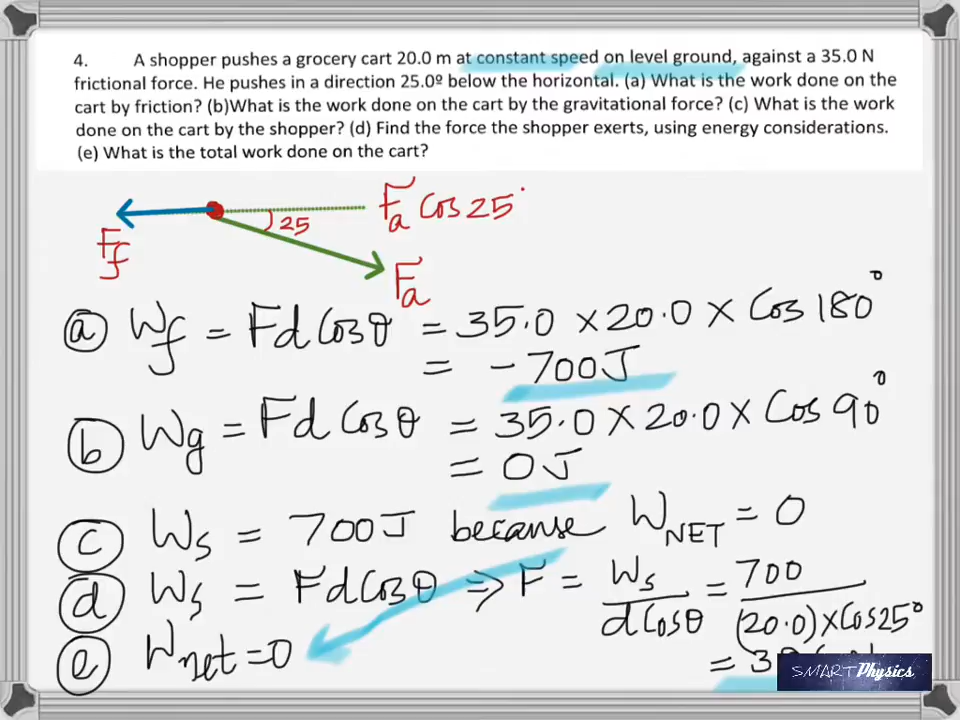 4. A shopper pushes a grocery cart 20.0 m at constant speed on level ground, against a 35.0 N
frictional force. He pushes in a direction 25.0º below the horizontal. (a) What is the work done on the
cart by friction? (b)What is the work done on the cart by the gravitational force? (c) What is the work
done on the cart by the shopper? (d) Find the force the shopper exerts, using energy considerations.
(e) What is the total work done on the cart?
Fa Cos 25°
25
Ff
Fa
(a) Wf = Fd Cosθ = 35.0 × 20.0 × Cos 180°
= -700J
(b) Wg = Fd Cosθ = 35.0 × 20.0 × Cos 90°
= 0J
(c) Ws = 700J because WNET = 0
(d) Ws = FdCosθ => F = Ws/dCosθ = 700/(20.0)×Cos25°
(e) Wnet = 0
= 3
SMART Physics